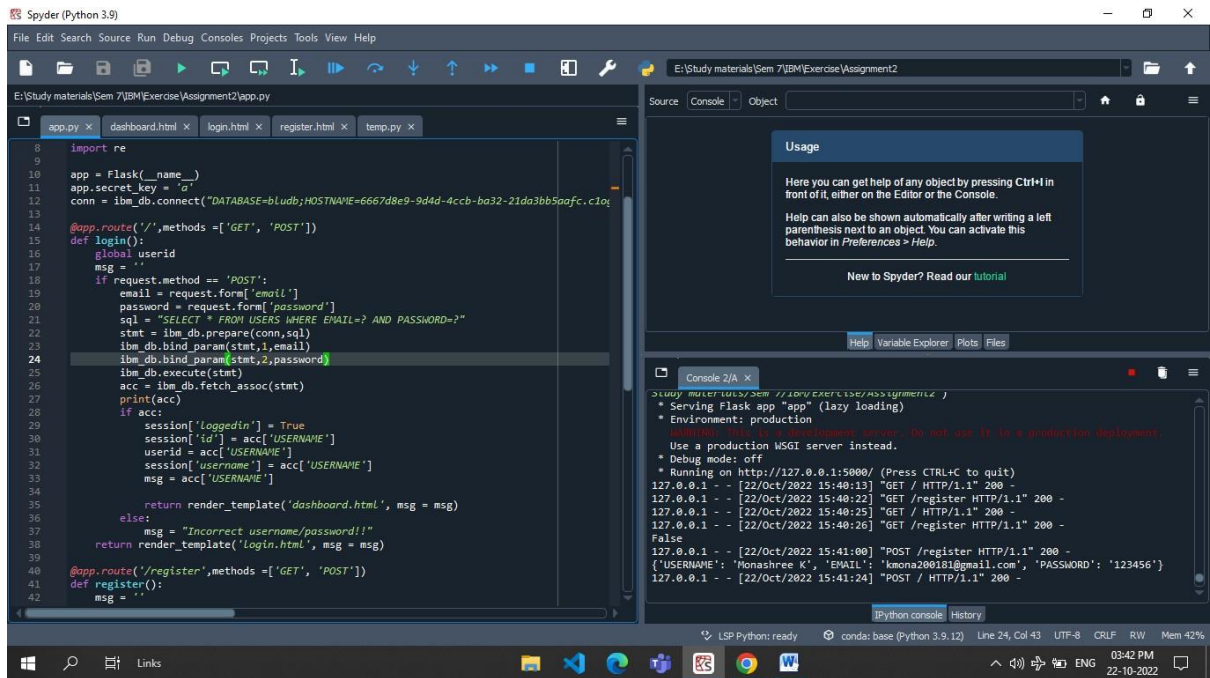 Spyder (Python 3.9)
File Edit Search Source Run Debug Consoles Projects Tools View Help
E:\Study materials\Sem 7\IBM\Exercise\Assignment2
E:\Study materials\Sem 7\IBM\Exercise\Assignment2\app.py
app.py dashboard.html login.html register.html temp.py
8 import re
9
10 app = Flask(__name__)
11 app.secret_key = 'a'
12 conn = ibm_db.connect("DATABASE=bludb;HOSTNAME=6667d8e9-9d4d-4ccb-ba32-21da3bb5aafc.c1og
13
14 @app.route('/',methods =['GET', 'POST'])
15 def login():
16 global userid
17 msg = ''
18 if request.method == 'POST':
19 email = request.form['email']
20 password = request.form['password']
21 sql = "SELECT * FROM USERS WHERE EMAIL=? AND PASSWORD=?"
22 stmt = ibm_db.prepare(conn,sql)
23 ibm_db.bind_param(stmt,1,email)
24 ibm_db.bind_param(stmt,2,password)
25 ibm_db.execute(stmt)
26 acc = ibm_db.fetch_assoc(stmt)
27 print(acc)
28 if acc:
29 session['loggedin'] = True
30 session['id'] = acc['USERNAME']
31 userid = acc['USERNAME']
32 session['username'] = acc['USERNAME']
33 msg = acc['USERNAME']
34
35 return render_template('dashboard.html', msg = msg)
36 else:
37 msg = "Incorrect username/password!!"
38 return render_template('login.html', msg = msg)
39
40 @app.route('/register',methods =['GET', 'POST'])
41 def register():
42 msg = ''
Source Console Object
Usage
Here you can get help of any object by pressing Ctrl+I in
front of it, either on the Editor or the Console.
Help can also be shown automatically after writing a left
parenthesis next to an object. You can activate this
behavior in Preferences > Help.
New to Spyder? Read our tutorial
Help Variable Explorer Plots Files
Console 2/A
Study materials/Sem 7/IBM/Exercise/Assignment2')
* Serving Flask app "app" (lazy loading)
* Environment: production
WARNING: This is a development server. Do not use it in a production deployment.
Use a production WSGI server instead.
* Debug mode: off
* Running on http://127.0.0.1:5000/ (Press CTRL+C to quit)
127.0.0.1 - - [22/Oct/2022 15:40:13] "GET / HTTP/1.1" 200 -
127.0.0.1 - - [22/Oct/2022 15:40:22] "GET /register HTTP/1.1" 200 -
127.0.0.1 - - [22/Oct/2022 15:40:25] "GET / HTTP/1.1" 200 -
127.0.0.1 - - [22/Oct/2022 15:40:26] "GET /register HTTP/1.1" 200 -
False
127.0.0.1 - - [22/Oct/2022 15:41:00] "POST /register HTTP/1.1" 200 -
{'USERNAME': 'Monashree K', 'EMAIL': 'kmona200181@gmail.com', 'PASSWORD': '123456'}
127.0.0.1 - - [22/Oct/2022 15:41:24] "POST / HTTP/1.1" 200 -
IPython console History
LSP Python: ready conda: base (Python 3.9.12) Line 24, Col 43 UTF-8 CRLF RW Mem 42%
Links
ENG
03:42 PM
22-10-2022